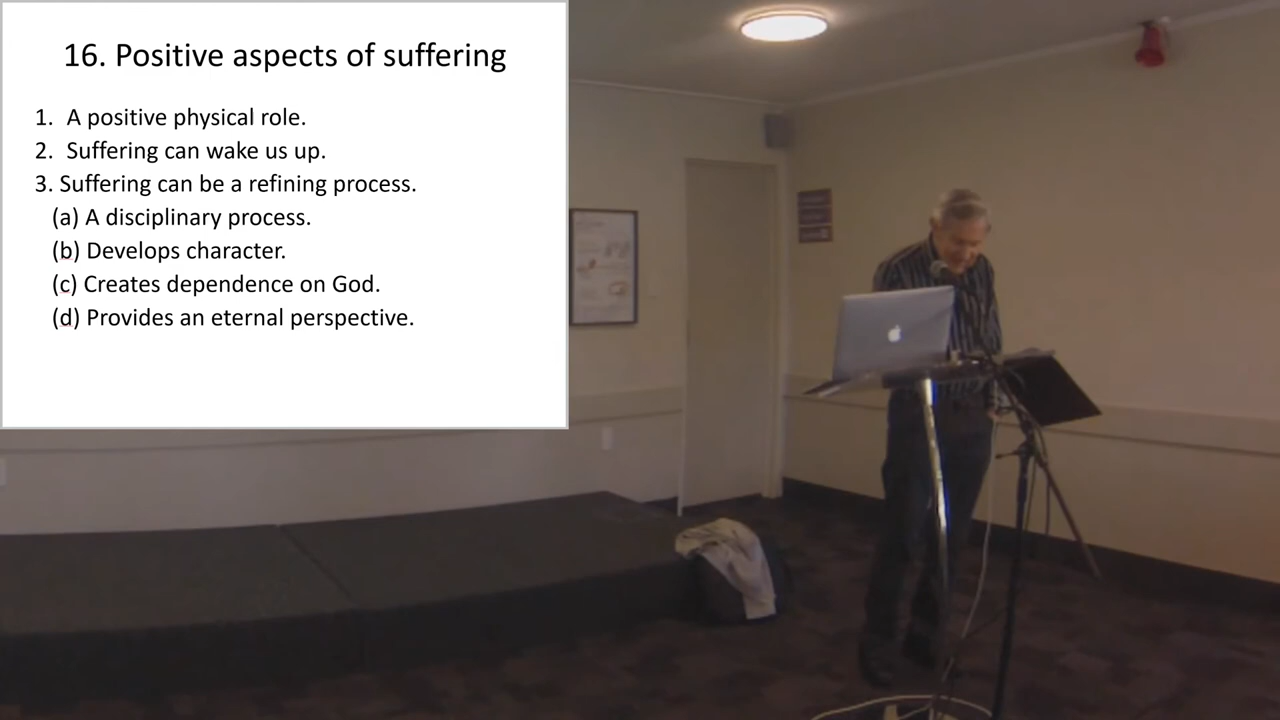 16. Positive aspects of suffering
1. A positive physical role.
2. Suffering can wake us up.
3. Suffering can be a refining process.
(a) A disciplinary process.
(b) Develops character.
(c) Creates dependence on God.
(d) Provides an eternal perspective.